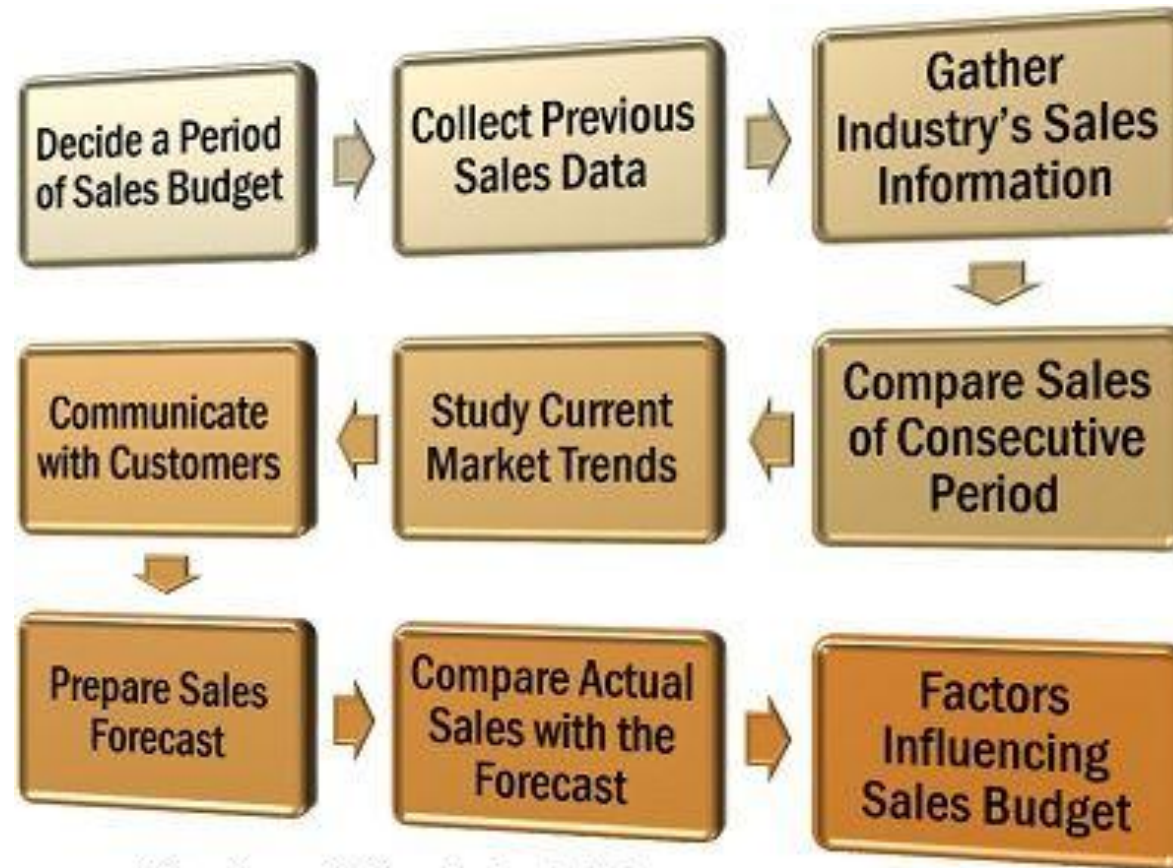 Decide a Period
of Sales Budget
Collect Previous
Sales Data
Gather
Industry's Sales
Information
Compare Sales
of Consecutive
Period
Study Current
Market Trends
Communicate
with Customers
Prepare Sales
Forecast
Compare Actual
Sales with the
Forecast
Factors
Influencing
Sales Budget